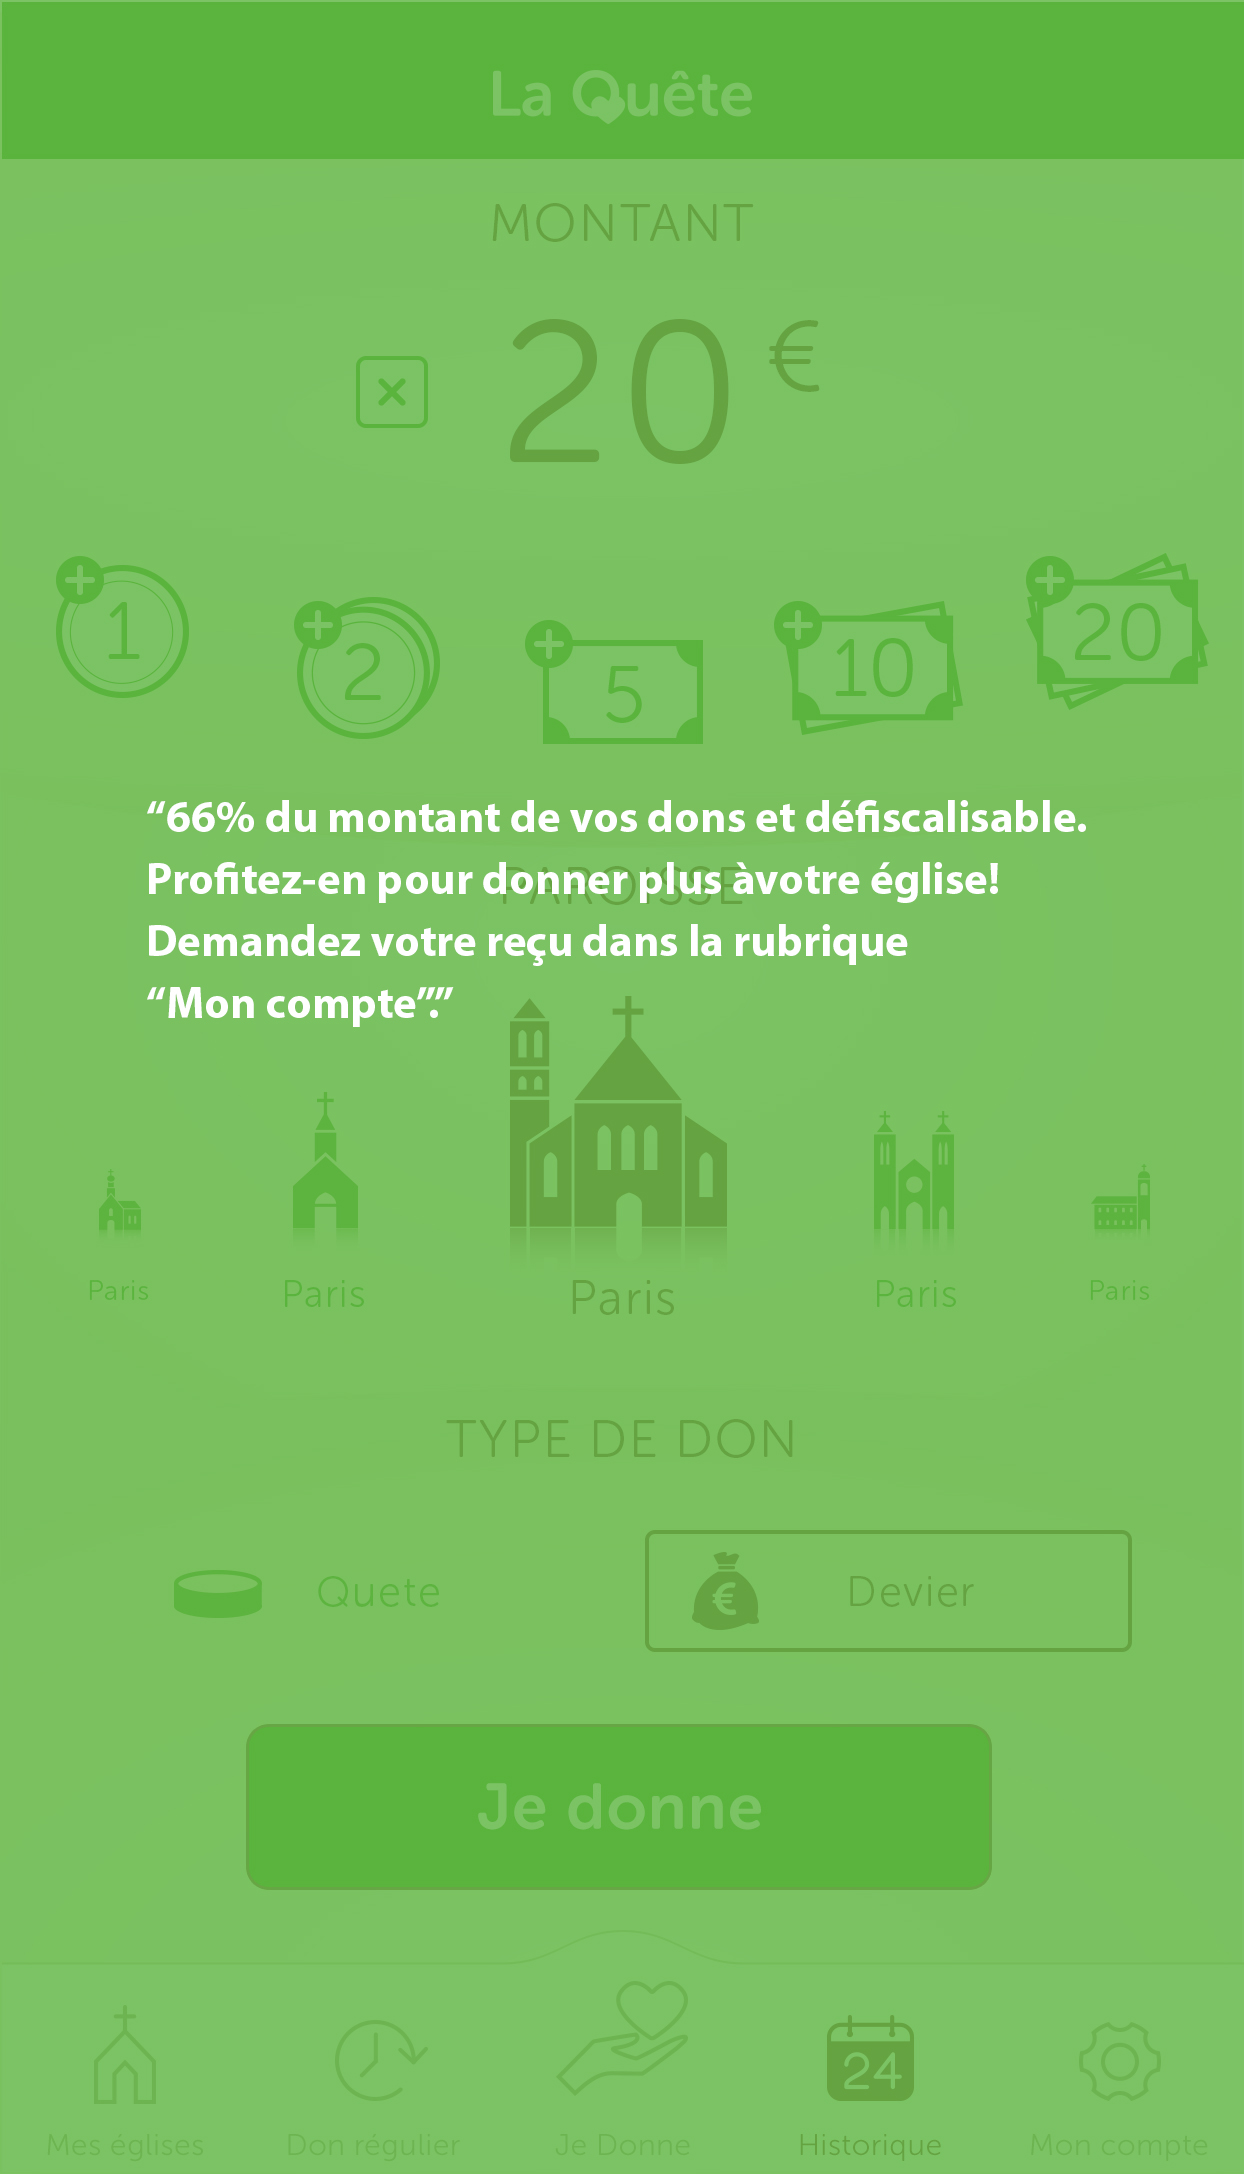 La Quête
MONTANT
20 €
1
2
5
10
20
“66% du montant de vos dons et défiscalisable.
PAROISSE
Profitez-en pour donner plus àvotre église!
Demandez votre reçu dans la rubrique
“Mon compte”.”
Paris
Paris
Paris
Paris
Paris
TYPE DE DON
Quete
€
Devier
Je donne
24
Mes églises
Don régulier
Je Donne
Historique
Mon compte